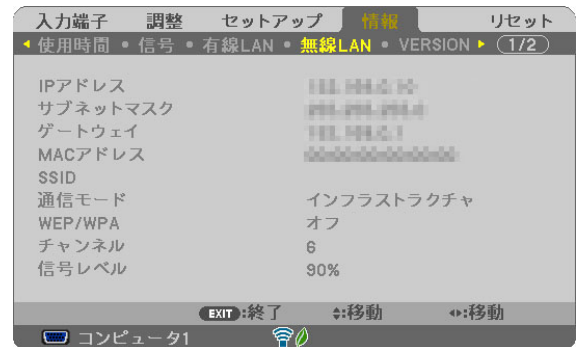 入力端子 調整 セットアップ 情報 リセット
使用時間 • 信号 • 有線LAN • 無線LAN • VERSION (1/2)
IPアドレス
サブネットマスク
ゲートウェイ
MACアドレス
SSID
通信モード インフラストラクチャ
WEP/WPA オフ
チャンネル 6
信号レベル 90%
EXIT:終了 :移動 :移動
コンピュータ1